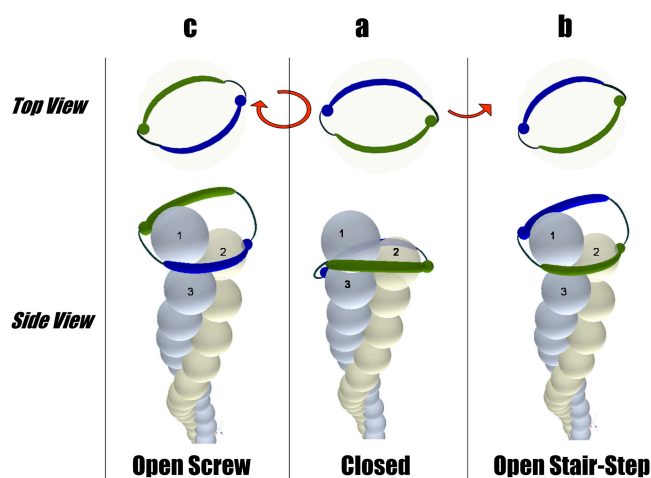 c a b
Top View
1 2 3
1 2 3
1 2 3
Side View
Open Screw Closed Open Stair-Step